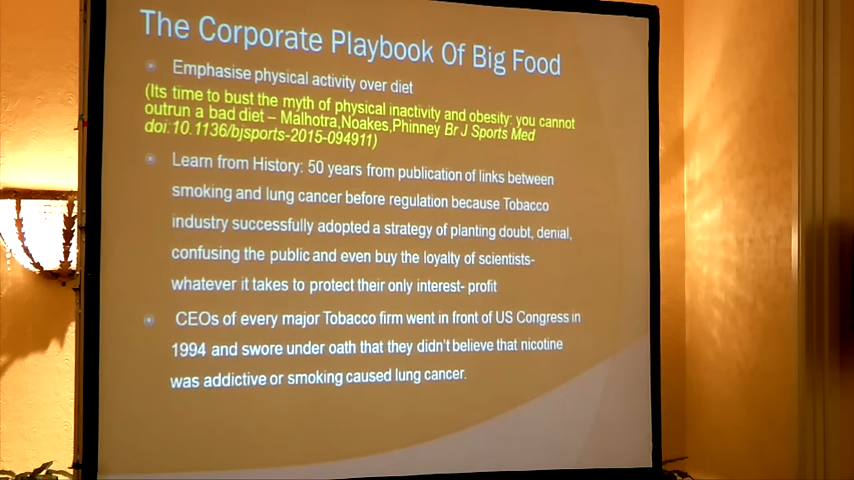 The Corporate Playbook Of Big Food
Emphasise physical activity over diet
(Its time to bust the myth of physical inactivity and obesity: you cannot
outrun a bad diet – Malhotra,Noakes,Phinney Br J Sports Med
doi:10.1136/bjsports-2015-094911)
Learn from History: 50 years from publication of links between
smoking and lung cancer before regulation because Tobacco
industry successfully adopted a strategy of planting doubt, denial,
confusing the public and even buy the loyalty of scientists-
whatever it takes to protect their only interest- profit
CEOs of every major Tobacco firm went in front of US Congress in
1994 and swore under oath that they didn't believe that nicotine
was addictive or smoking caused lung cancer.